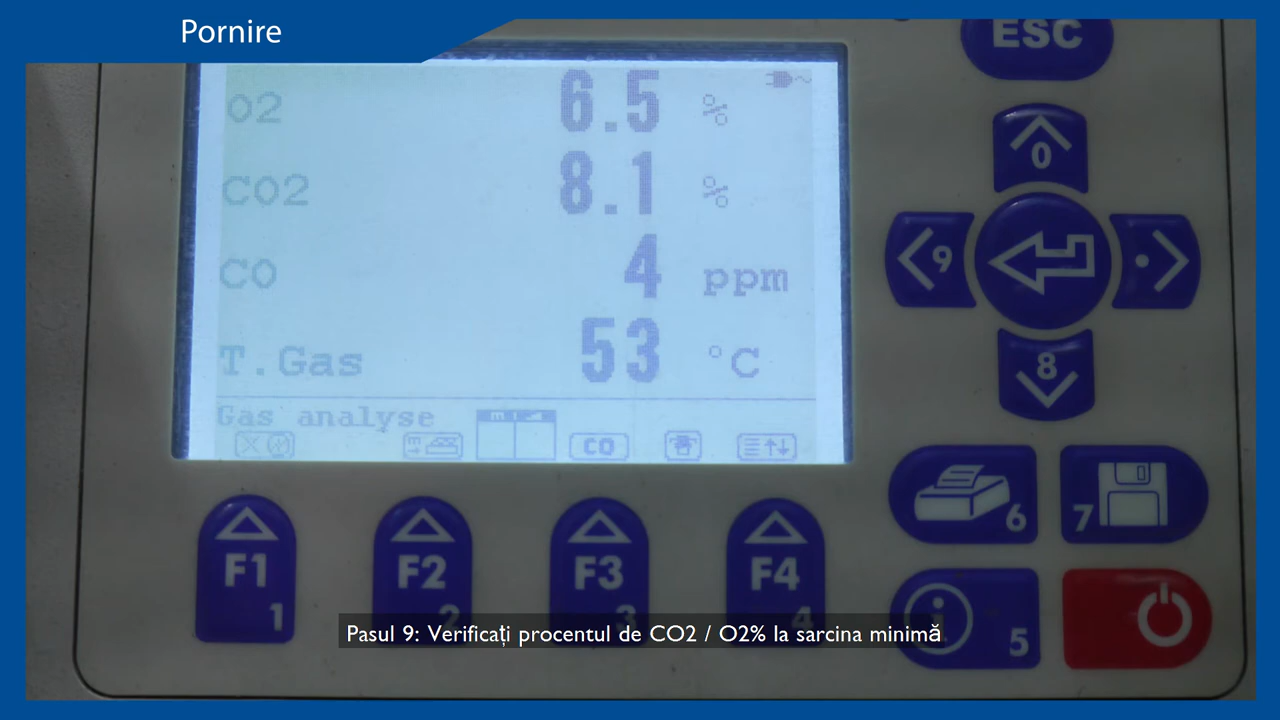 Pornire
ESC
O2 6.5 %
CO2 8.1 %
CO 4 ppm
T.Gas 53 °C
Gas analyse
m
m
CO
0
9
8
6
7
F1
1
F2
2
F3
3
F4
4
5
Pasul 9: Verificați procentul de CO2 / O2% la sarcina minimă